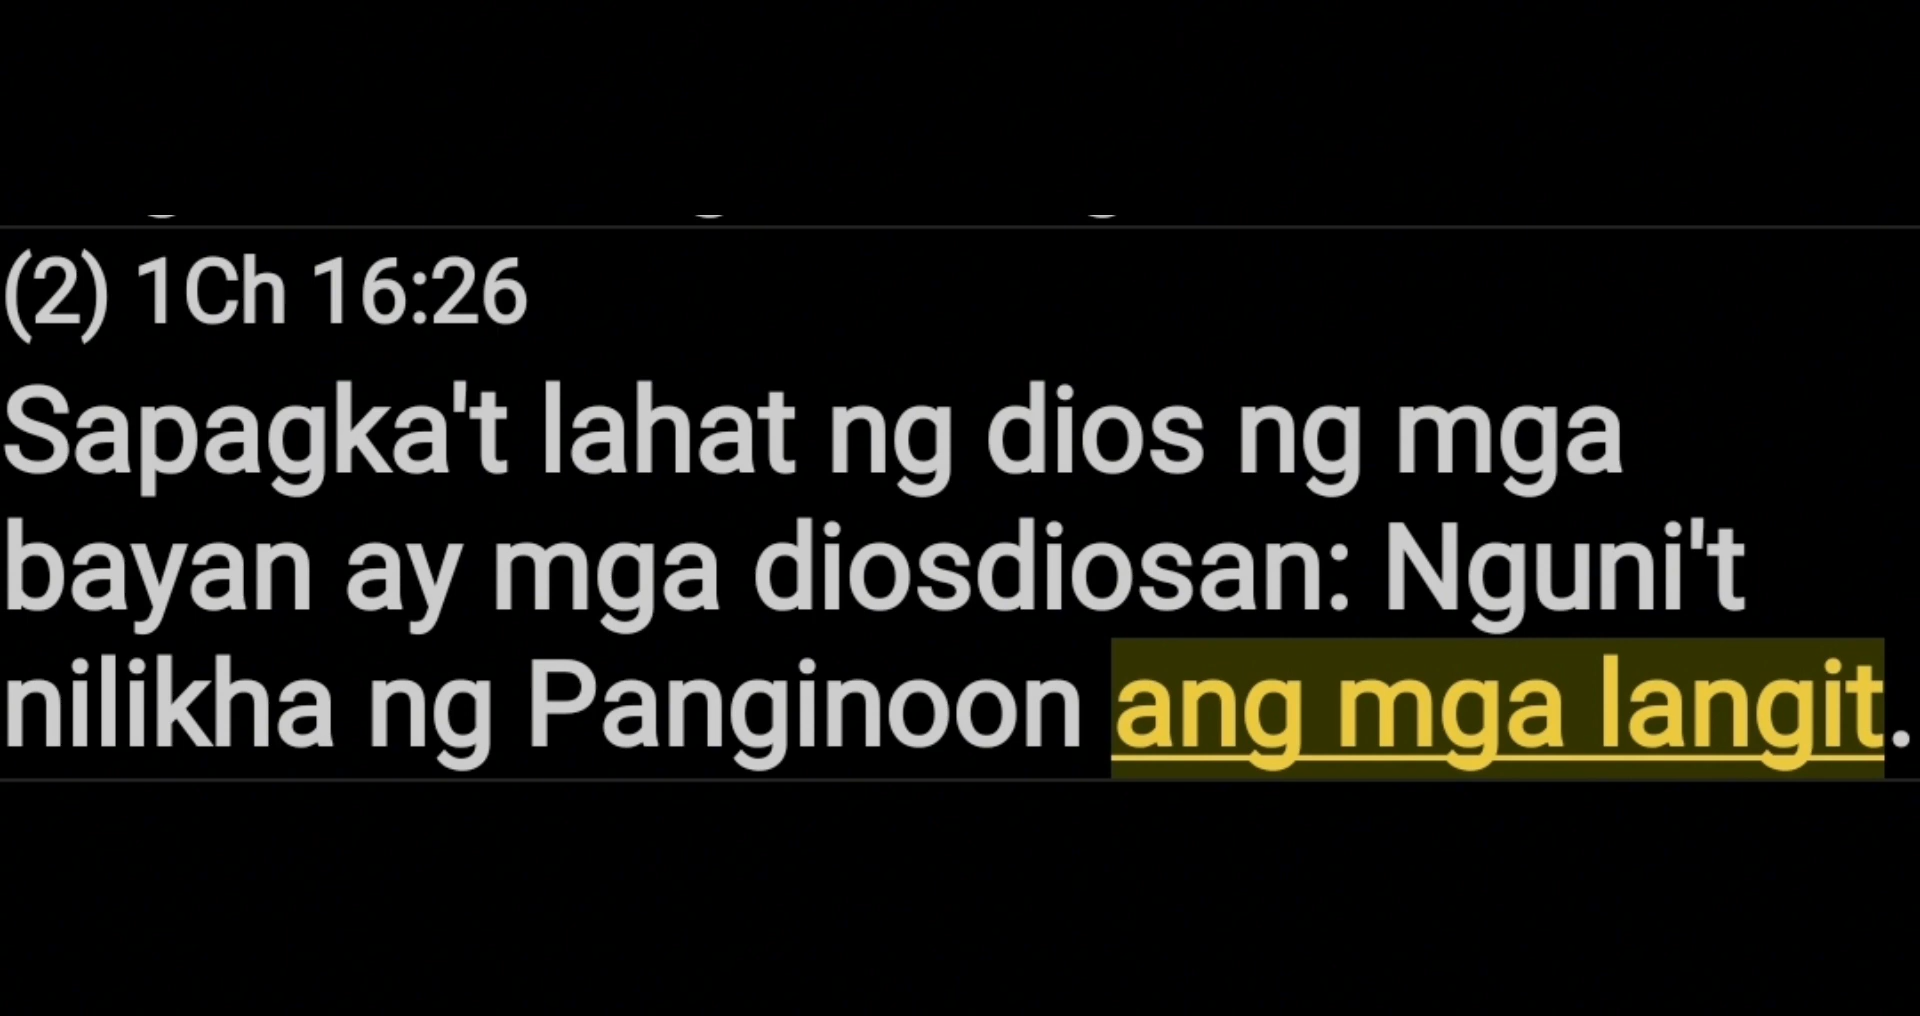 (2) 1Ch 16:26
Sapagka't lahat ng dios ng mga
bayan ay mga diosdiosan: Nguni't
nilikha ng Panginoon ang mga langit.